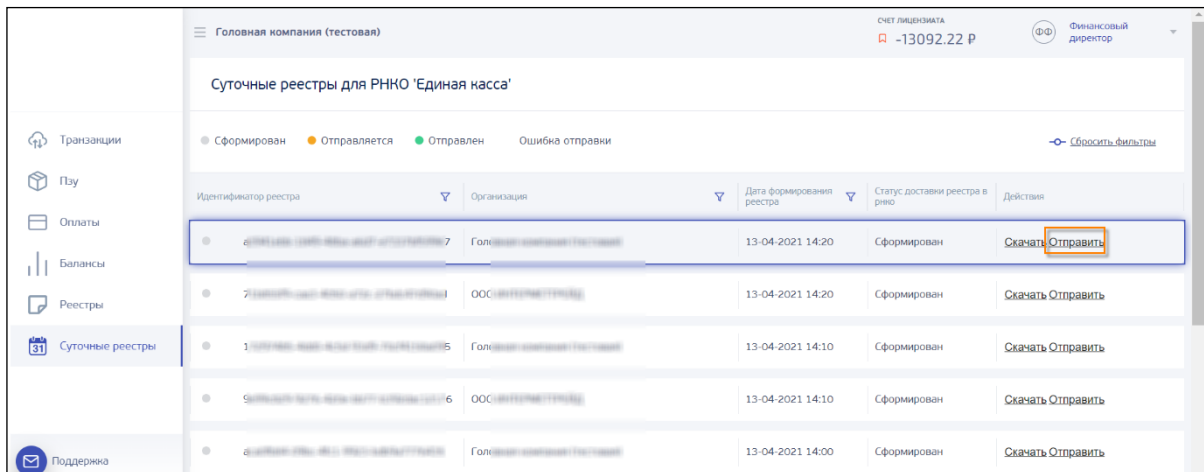 Головная компания (тестовая)
СЧЕТ ЛИЦЕНЗИАТА
-13092.22 ₽
ФФ
Финансовый
директор
Суточные реестры для РНКО 'Единая касса'
Транзакции
Пзу
Оплаты
Балансы
Реестры
31 Суточные реестры
Поддержка
Сформирован Отправляется Отправлен Ошибка отправки
Сбросить фильтры
Идентификатор реестра Организация Дата формирования реестра Статус доставки реестра в рнко Действия
13-04-2021 14:20 Сформирован Скачать Отправить
ООО 13-04-2021 14:20 Сформирован Скачать Отправить
13-04-2021 14:10 Сформирован Скачать Отправить
ООО 13-04-2021 14:10 Сформирован Скачать Отправить
13-04-2021 14:00 Сформирован Скачать Отправить